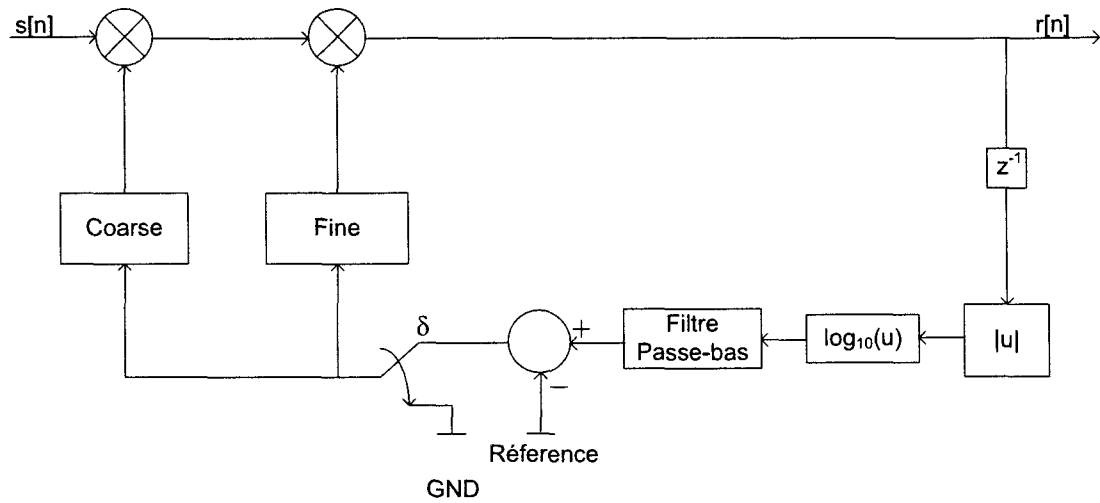 s[n]
r[n]
z⁻¹
Coarse
Fine
δ
+
Filtre
Passe-bas
log₁₀(u)
|u|
−
Réference
GND